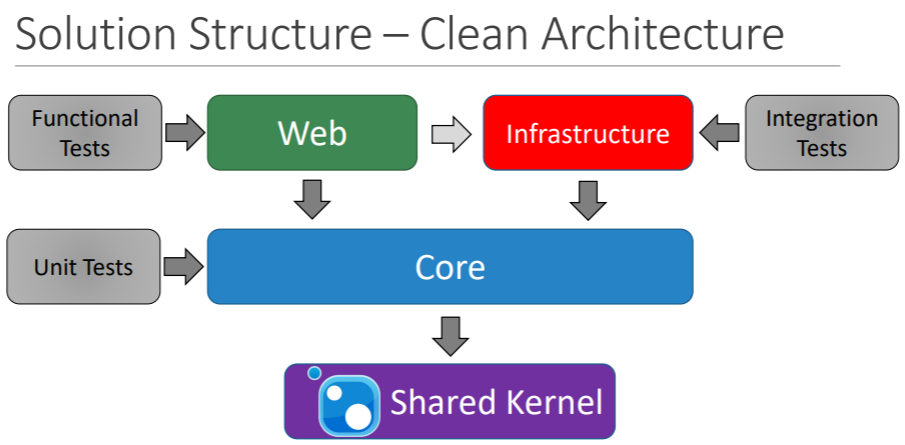 Solution Structure – Clean Architecture
Functional
Tests
Web
Infrastructure
Integration
Tests
Unit Tests
Core
Shared Kernel